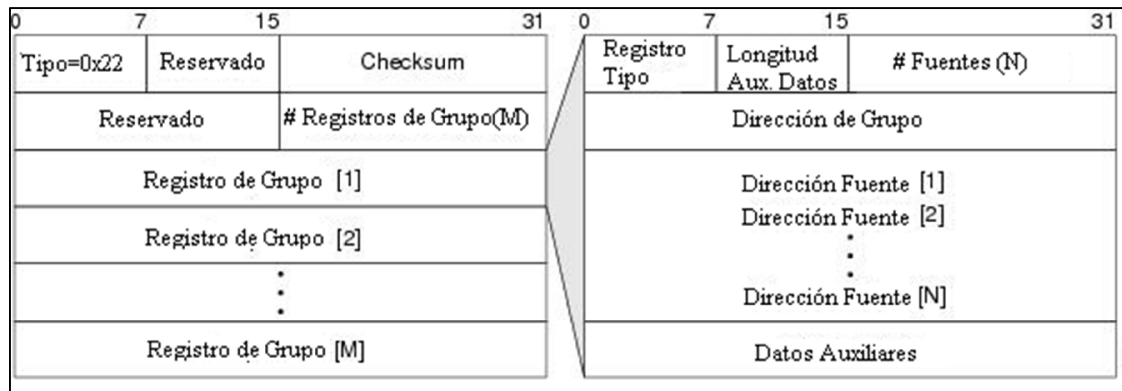 0 7 15 31
Tipo=0x22 Reservado Checksum
Reservado # Registros de Grupo(M)
Registro de Grupo [1]
Registro de Grupo [2]
Registro de Grupo [M]
0 7 15 31
Registro Tipo
Longitud Aux. Datos
# Fuentes (N)
Dirección de Grupo
Dirección Fuente [1]
Dirección Fuente [2]
Dirección Fuente [N]
Datos Auxiliares